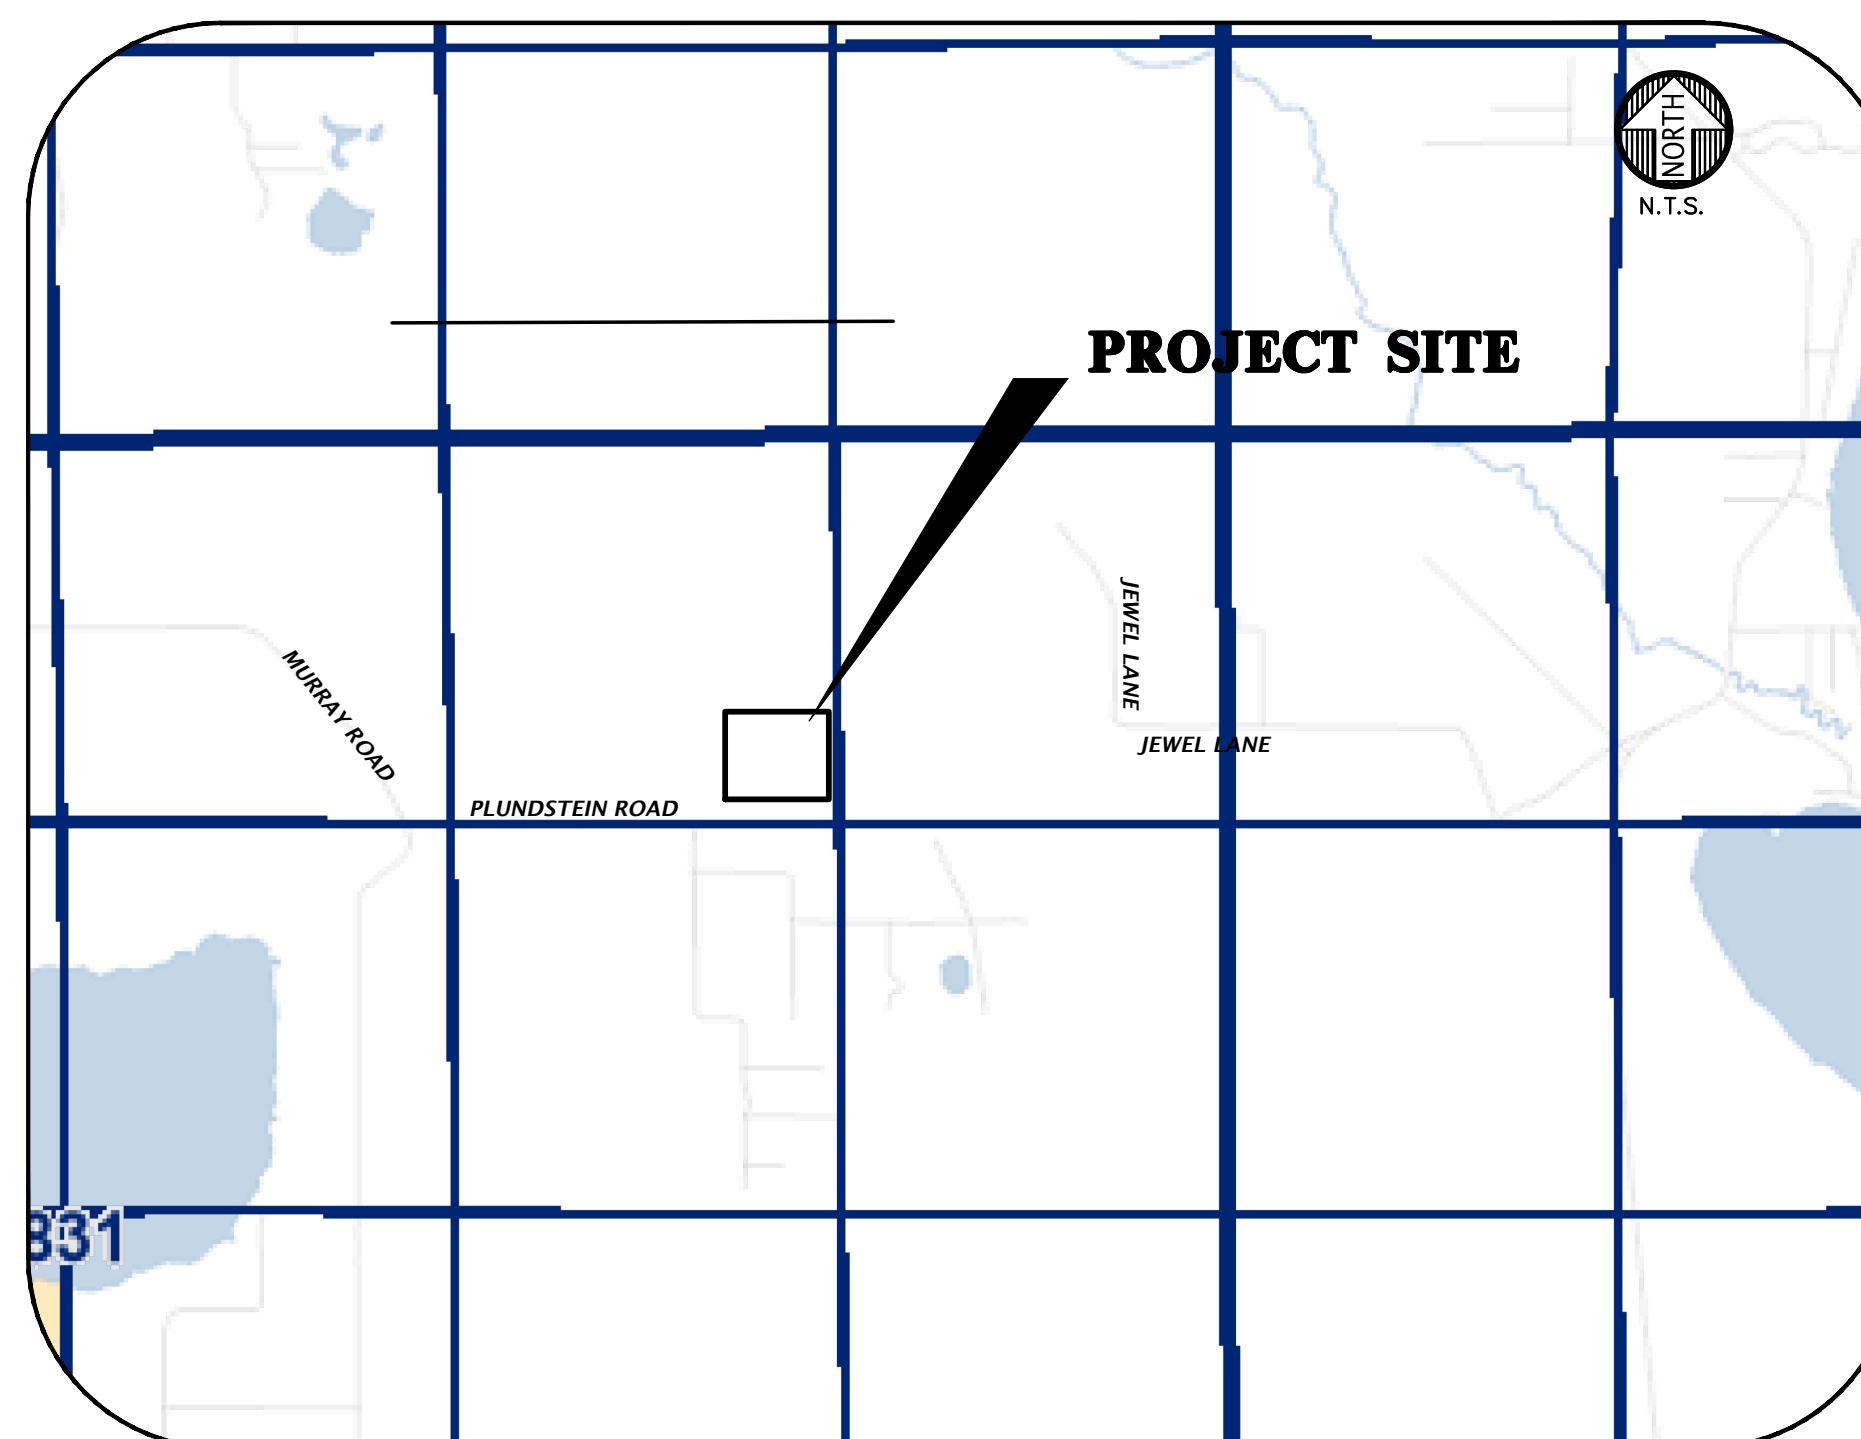 NORTH
N.T.S.
PROJECT SITE
JEWEL LANE
MURRAY ROAD
JEWEL LANE
PLUNDSTEIN ROAD
331